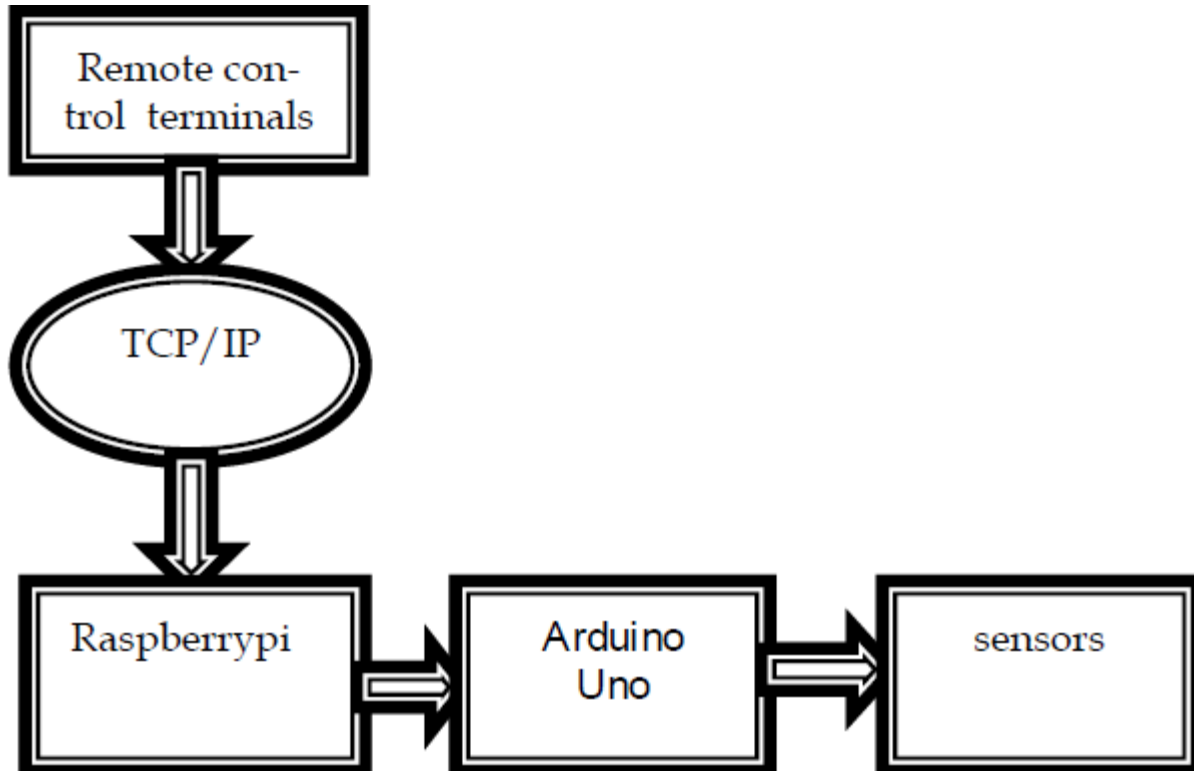 Remote con-
trol terminals
TCP/IP
Raspberrypi
Arduino
Uno
sensors